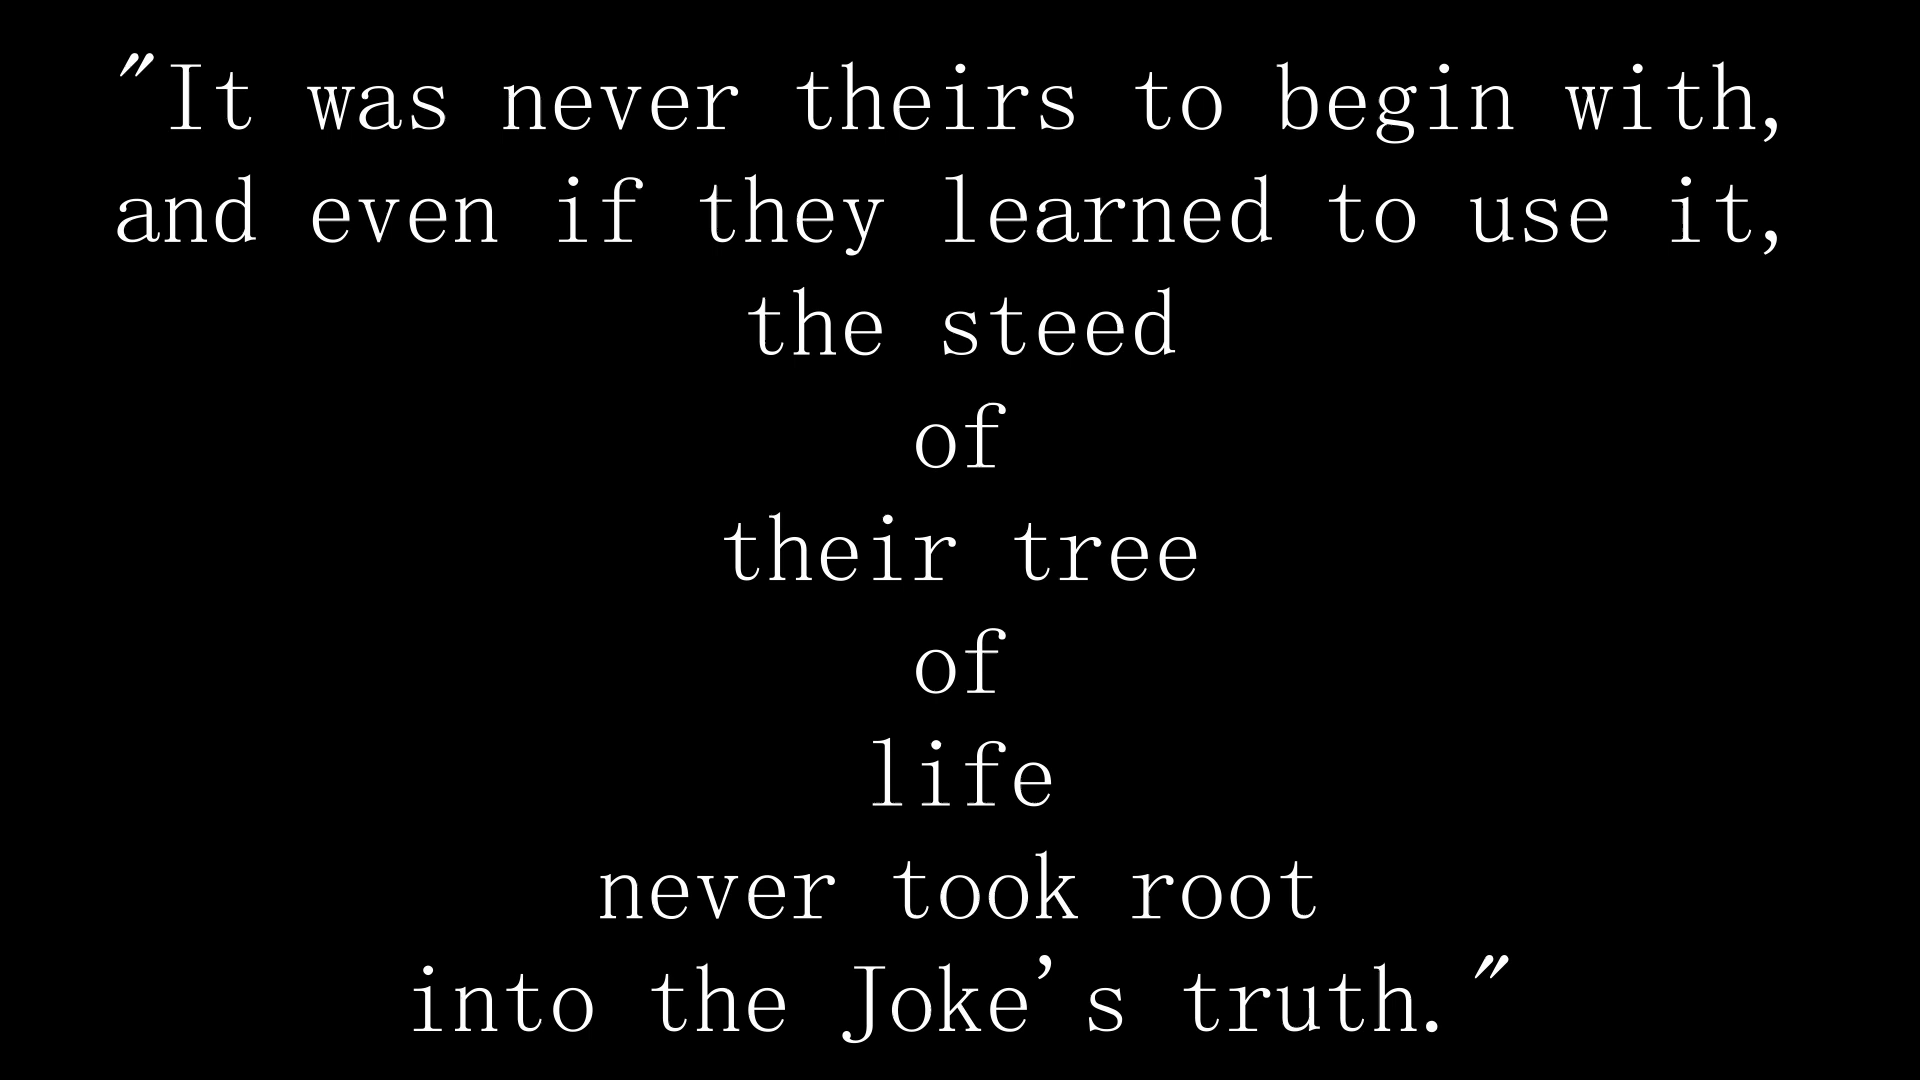 "It was never theirs to begin with,
and even if they learned to use it,
the steed
of
their tree
of
life
never took root
into the Joke's truth."